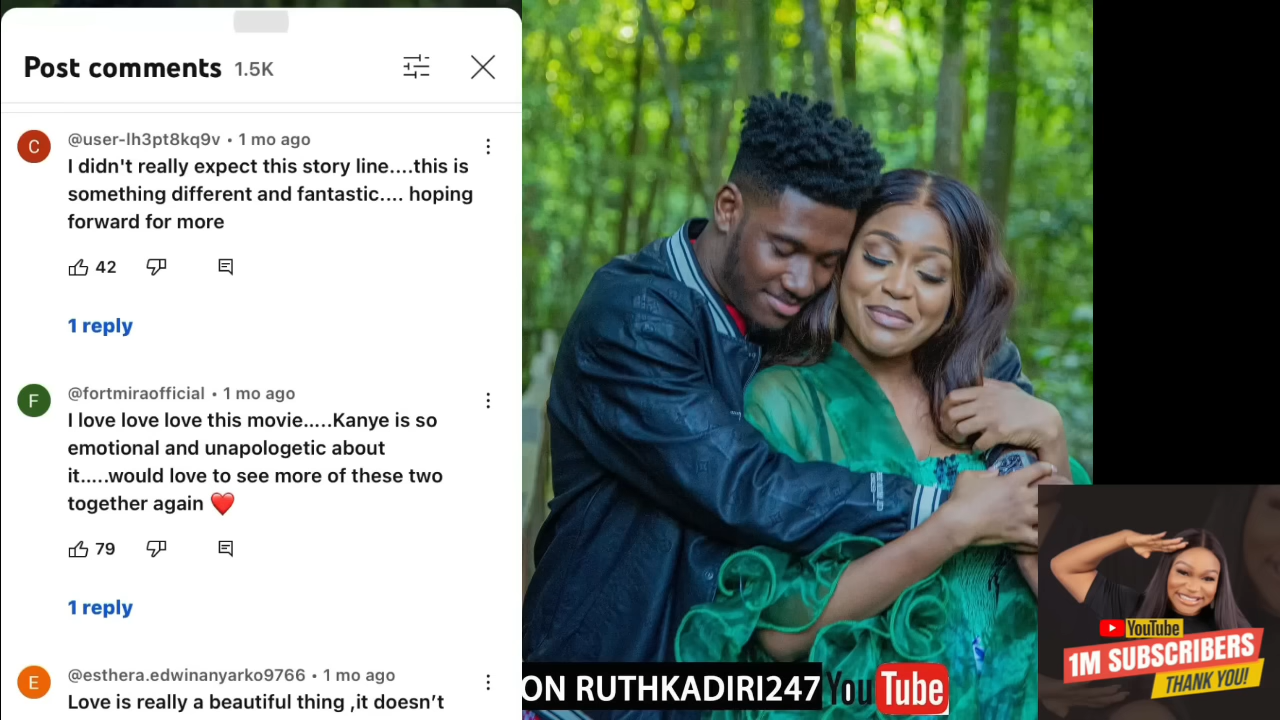 Post comments 1.5K
C
@user-lh3pt8kq9v • 1 mo ago
I didn't really expect this story line....this is
something different and fantastic.... hoping
forward for more
42
1 reply
F
@fortmiraofficial • 1 mo ago
I love love love this movie.....Kanye is so
emotional and unapologetic about
it.....would love to see more of these two
together again ❤️
79
1 reply
E
@esthera.edwinanyarko9766 • 1 mo ago
Love is really a beautiful thing ,it doesn’t
ON RUTHKADIRI247 YouTube
YouTube
1M SUBSCRIBERS
THANK YOU!